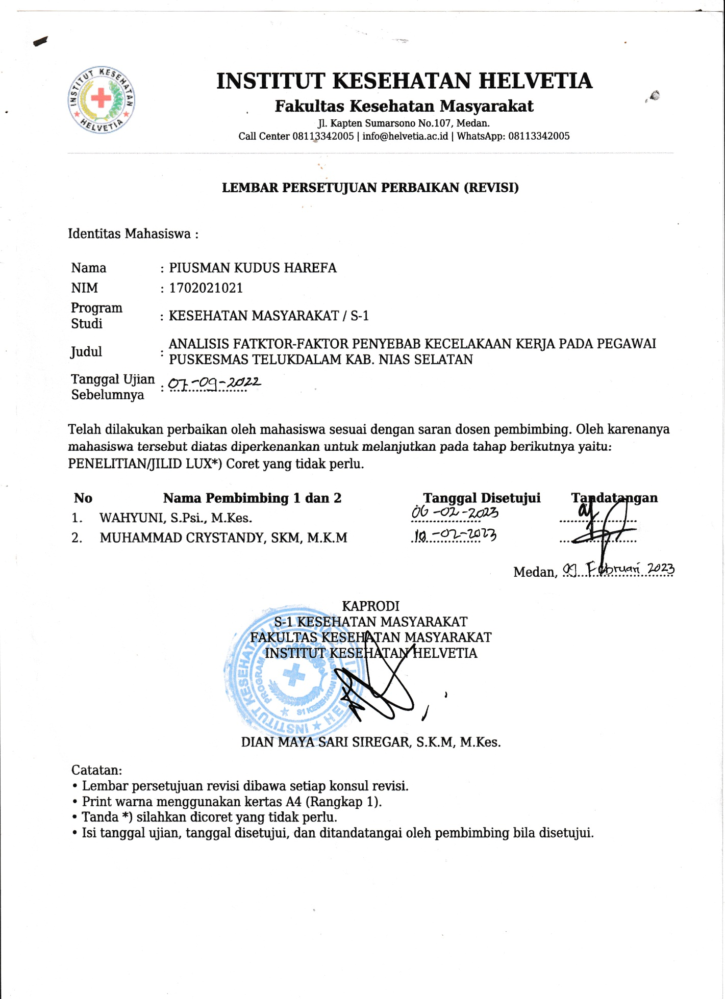 INSTITUT KESEHATAN HELVETIA
INSTITUT KESEHATAN HELVETIA
Fakultas Kesehatan Masyarakat
Jl. Kapten Sumarsono No.107, Medan.
Call Center 08113342005 | info@helvetia.ac.id | WhatsApp: 08113342005
LEMBAR PERSETUJUAN PERBAIKAN (REVISI)
Identitas Mahasiswa :
Nama : PIUSMAN KUDUS HAREFA
NIM : 1702021021
Program Studi : KESEHATAN MASYARAKAT / S-1
Judul : ANALISIS FATKTOR-FAKTOR PENYEBAB KECELAKAAN KERJA PADA PEGAWAI
PUSKESMAS TELUKDALAM KAB. NIAS SELATAN
Tanggal Ujian Sebelumnya : 07-09-2022
Telah dilakukan perbaikan oleh mahasiswa sesuai dengan saran dosen pembimbing. Oleh karenanya
mahasiswa tersebut diatas diperkenankan untuk melanjutkan pada tahap berikutnya yaitu:
PENELITIAN/JILID LUX*) Coret yang tidak perlu.
No Nama Pembimbing 1 dan 2 Tanggal Disetujui Tandatangan
1. WAHYUNI, S.Psi., M.Kes. 06-02-2023
2. MUHAMMAD CRYSTANDY, SKM, M.K.M 10-02-2023
Medan, 09 Februari 2023
KAPRODI
S-1 KESEHATAN MASYARAKAT
FAKULTAS KESEHATAN MASYARAKAT
INSTITUT KESEHATAN HELVETIA
INSTITUT KESEHATAN HELVETIA
PROGRAM STUDI
S1 KESEHATAN
DIAN MAYA SARI SIREGAR, S.K.M, M.Kes.
Catatan:
• Lembar persetujuan revisi dibawa setiap konsul revisi.
• Print warna menggunakan kertas A4 (Rangkap 1).
• Tanda *) silahkan dicoret yang tidak perlu.
• Isi tanggal ujian, tanggal disetujui, dan ditandatangai oleh pembimbing bila disetujui.